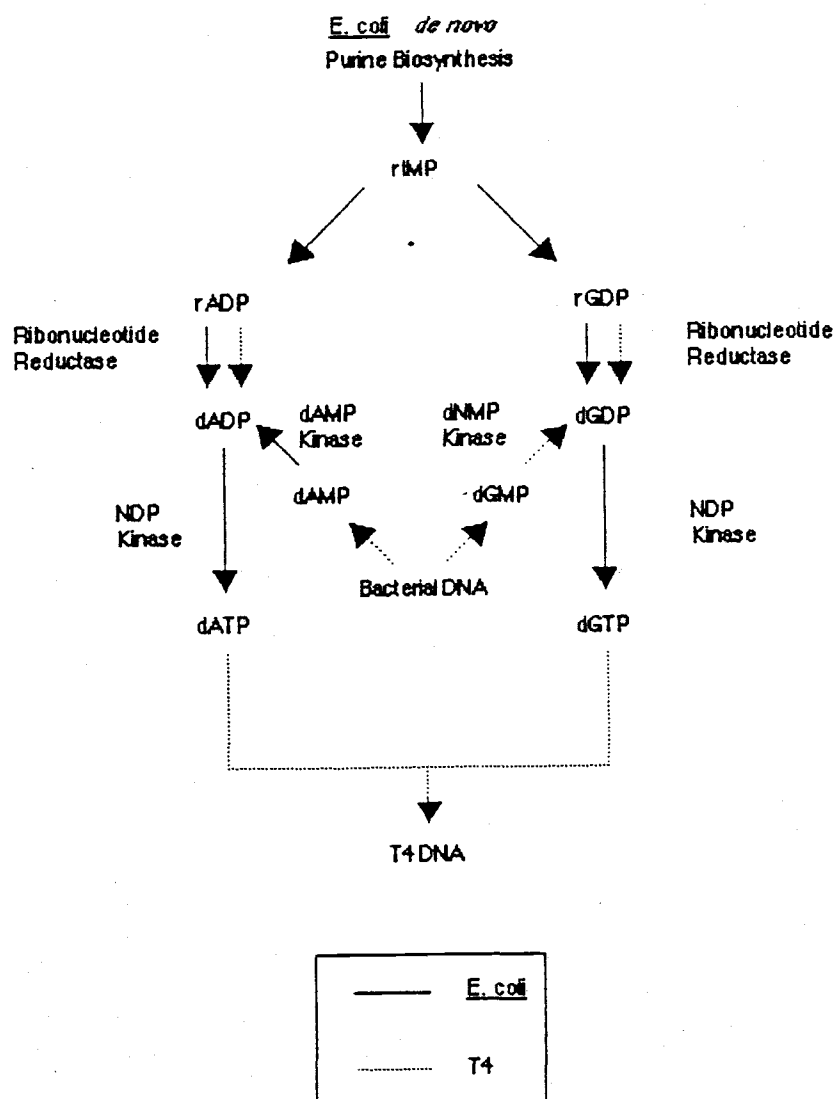 E. coli de novo
Purine Biosynthesis
rIMP
rADP
rGDP
Ribonucleotide
Reductase
Ribonucleotide
Reductase
dADP
dAMP
Kinase
dNMP
Kinase
dGDP
dAMP
dGMP
NDP
Kinase
NDP
Kinase
Bacterial DNA
dATP
dGTP
T4 DNA
E. coli
T4